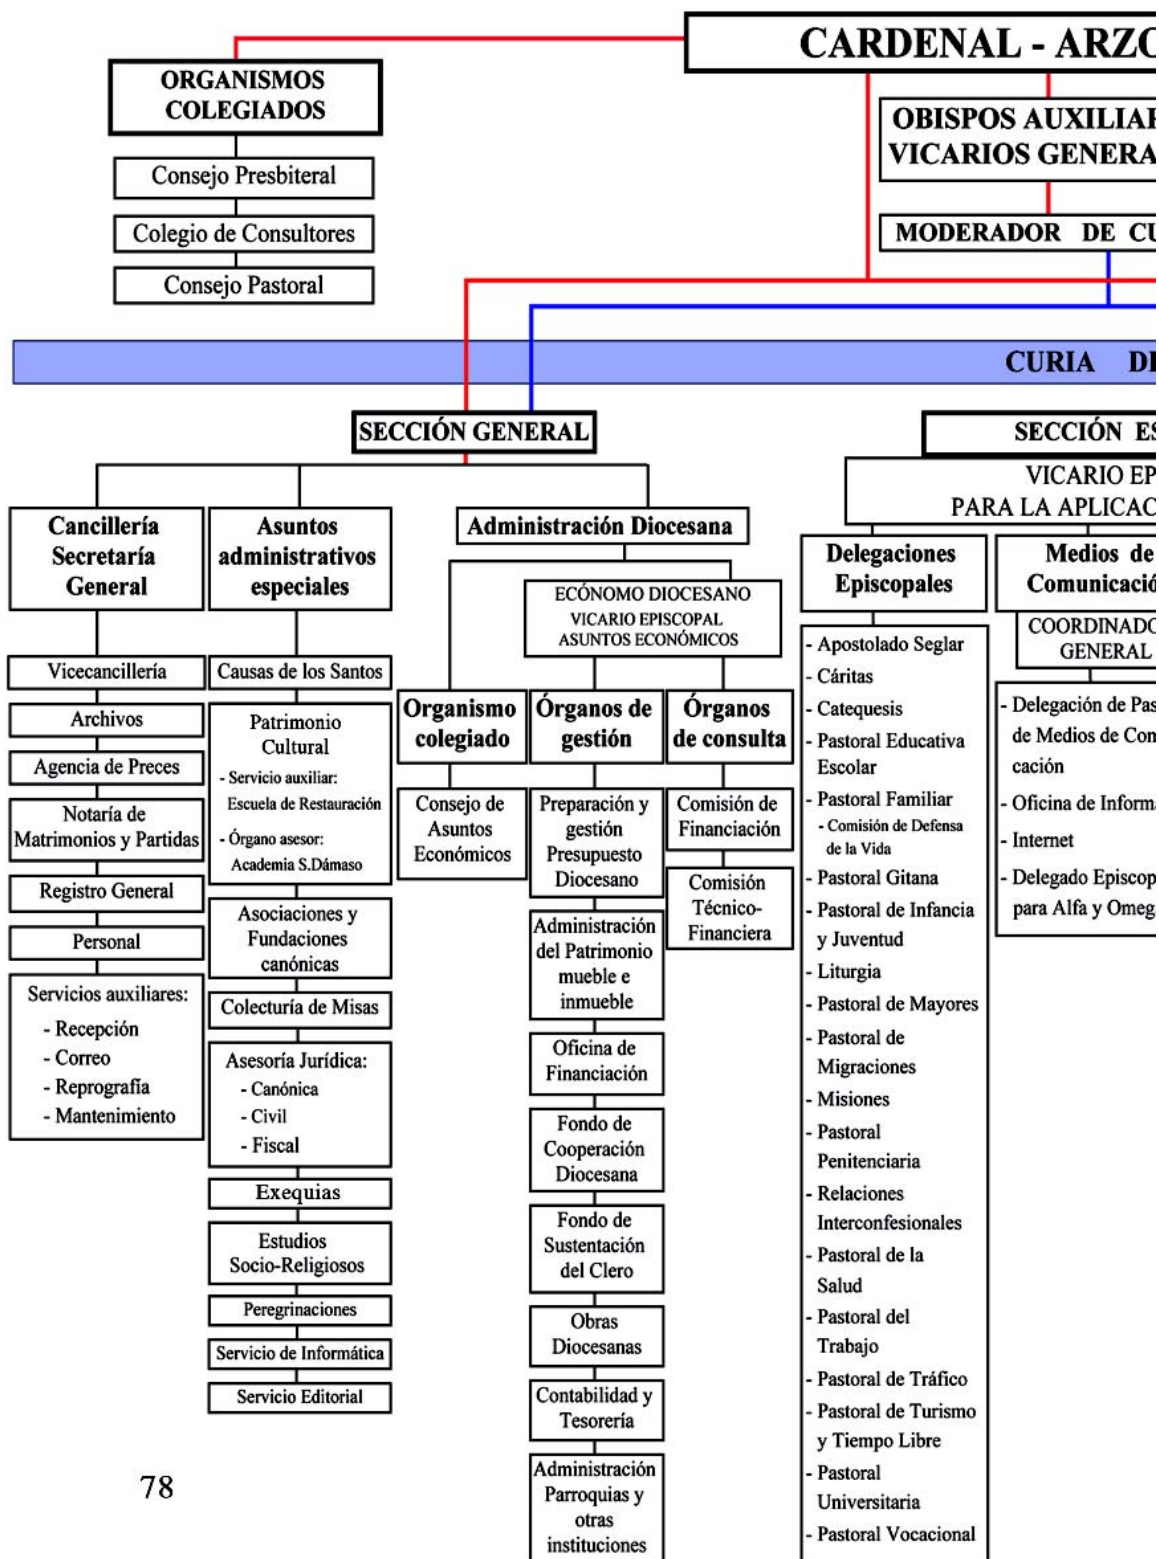 CARDENAL - ARZO
ORGANISMOS
COLEGIADOS
Consejo Presbiteral
Colegio de Consultores
Consejo Pastoral
OBISPOS AUXILIAR
VICARIOS GENERA
MODERADOR DE CU
CURIA DI
SECCIÓN GENERAL
Cancillería
Secretaría
General
Vicecancillería
Archivos
Agencia de Preces
Notaría de
Matrimonios y Partidas
Registro General
Personal
Servicios auxiliares:
- Recepción
- Correo
- Reprografía
- Mantenimiento
Asuntos
administrativos
especiales
Causas de los Santos
Patrimonio
Cultural
- Servicio auxiliar:
Escuela de Restauración
- Órgano asesor:
Academia S.Dámaso
Asociaciones y
Fundaciones
canónicas
Colecturía de Misas
Asesoría Jurídica:
- Canónica
- Civil
- Fiscal
Exequias
Estudios
Socio-Religiosos
Peregrinaciones
Servicio de Informática
Servicio Editorial
Administración Diocesana
ECÓNOMO DIOCESANO
VICARIO EPISCOPAL
ASUNTOS ECONÓMICOS
Organismo
colegiado
Consejo de
Asuntos
Económicos
Órganos de
gestión
Preparación y
gestión
Presupuesto
Diocesano
Administración
del Patrimonio
mueble e
inmueble
Oficina de
Financiación
Fondo de
Cooperación
Diocesana
Fondo de
Sustentación
del Clero
Obras
Diocesanas
Contabilidad y
Tesorería
Administración
Parroquias y
otras
instituciones
Órganos
de consulta
Comisión de
Financiación
Comisión
Técnico-
Financiera
SECCIÓN ES
VICARIO EP
PARA LA APLICAC
Delegaciones
Episcopales
- Apostolado Seglar
- Cáritas
- Catequesis
- Pastoral Educativa
Escolar
- Pastoral Familiar
- Comisión de Defensa
de la Vida
- Pastoral Gitana
- Pastoral de Infancia
y Juventud
- Liturgia
- Pastoral de Mayores
- Pastoral de
Migraciones
- Misiones
- Pastoral
Penitenciaria
- Relaciones
Interconfesionales
- Pastoral de la
Salud
- Pastoral del
Trabajo
- Pastoral de Tráfico
- Pastoral de Turismo
y Tiempo Libre
- Pastoral
Universitaria
- Pastoral Vocacional
Medios de
Comunicació
COORDINADO
GENERAL
- Delegación de Pas
de Medios de Com
cación
- Oficina de Inform
- Internet
- Delegado Episcop
para Alfa y Omeg
78